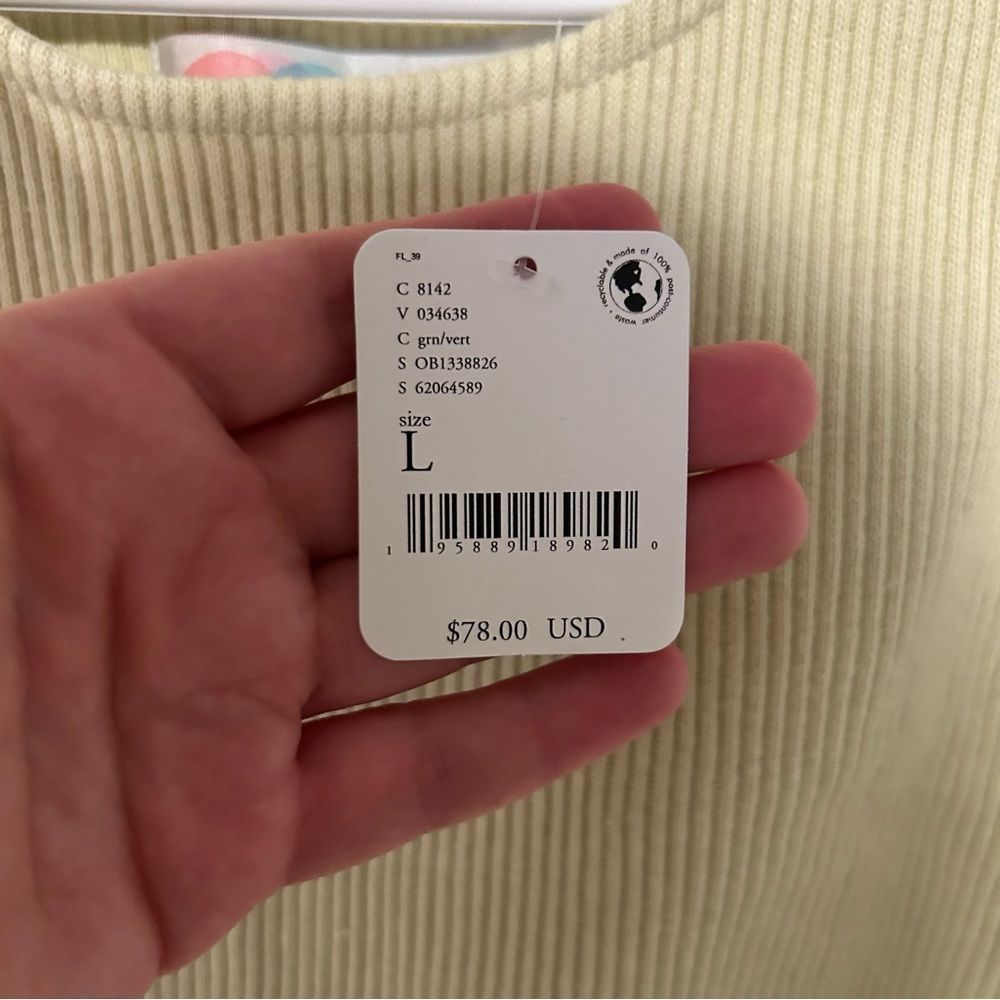 FL_39
recyclable & made of 100% post-consumer waste •
C 8142
V 034638
C grn/vert
S OB1338826
S 62064589
size
L
1 95889 18982 0
$78.00 USD